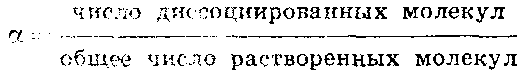 число диссоциированных молекул
α =
общее число растворенных молекул